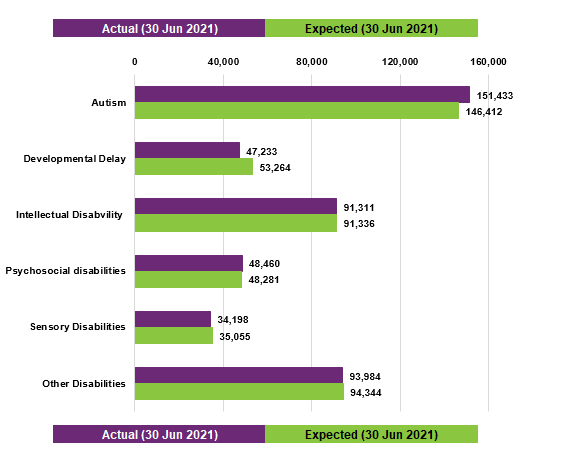 Actual (30 Jun 2021) Expected (30 Jun 2021)
0 40,000 80,000 120,000 160,000
Autism 151,433
146,412
Developmental Delay 47,233
53,264
Intellectual Disabvility 91,311
91,336
Psychosocial disabilities 48,460
48,281
Sensory Disabilities 34,198
35,055
Other Disabilities 93,984
94,344
Actual (30 Jun 2021) Expected (30 Jun 2021)